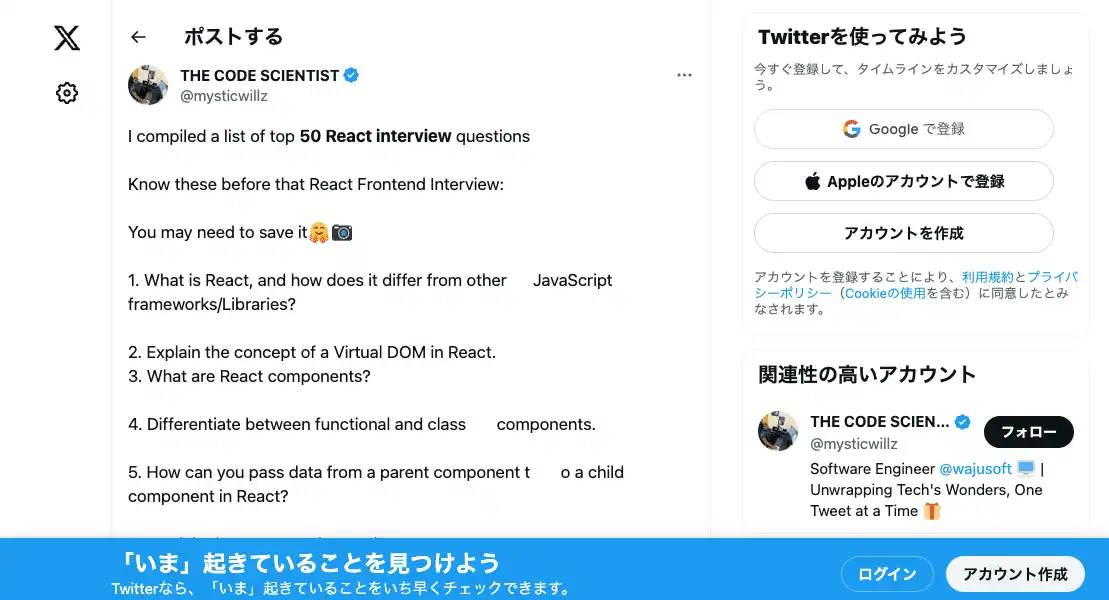 ポストする
THE CODE SCIENTIST
@mysticwillz
I compiled a list of top 50 React interview questions
Know these before that React Frontend Interview:
You may need to save it🤗📷
1. What is React, and how does it differ from other JavaScript
frameworks/Libraries?
2. Explain the concept of a Virtual DOM in React.
3. What are React components?
4. Differentiate between functional and class components.
5. How can you pass data from a parent component t o a child
component in React?
Twitterを使ってみよう
今すぐ登録して、タイムラインをカスタマイズしましょ
う。
Google で登録
Appleのアカウントで登録
アカウントを作成
アカウントを登録することにより、利用規約とプライバ
シーポリシー（Cookieの使用を含む）に同意したとみ
なされます。
関連性の高いアカウント
THE CODE SCIEN...
@mysticwillz
フォロー
Software Engineer @wajusoft 🖥️ |
Unwrapping Tech's Wonders, One
Tweet at a Time 🎁
「いま」起きていることを見つけよう
Twitterなら、「いま」起きていることをいち早くチェックできます。
ログイン
アカウント作成